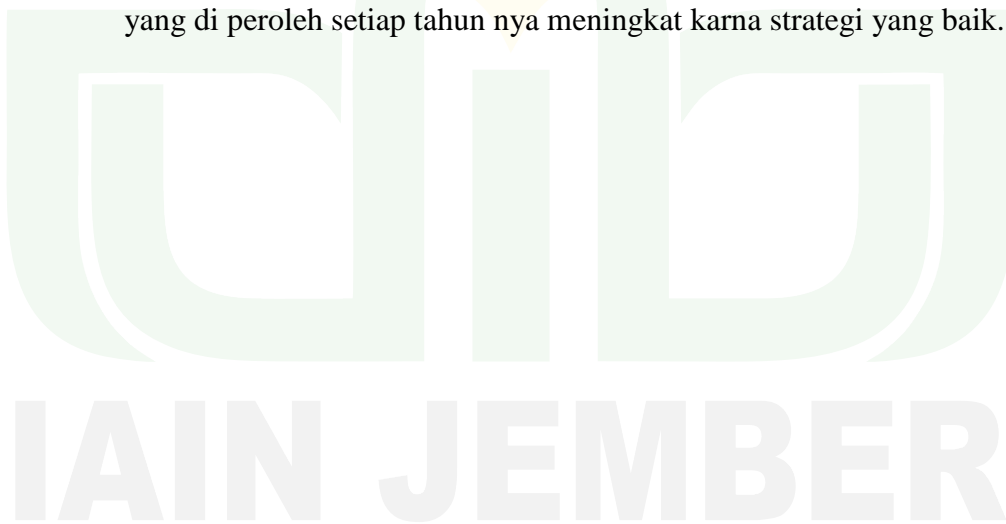 yang di peroleh setiap tahun nya meningkat karna strategi yang baik.
IAIN JEMBER